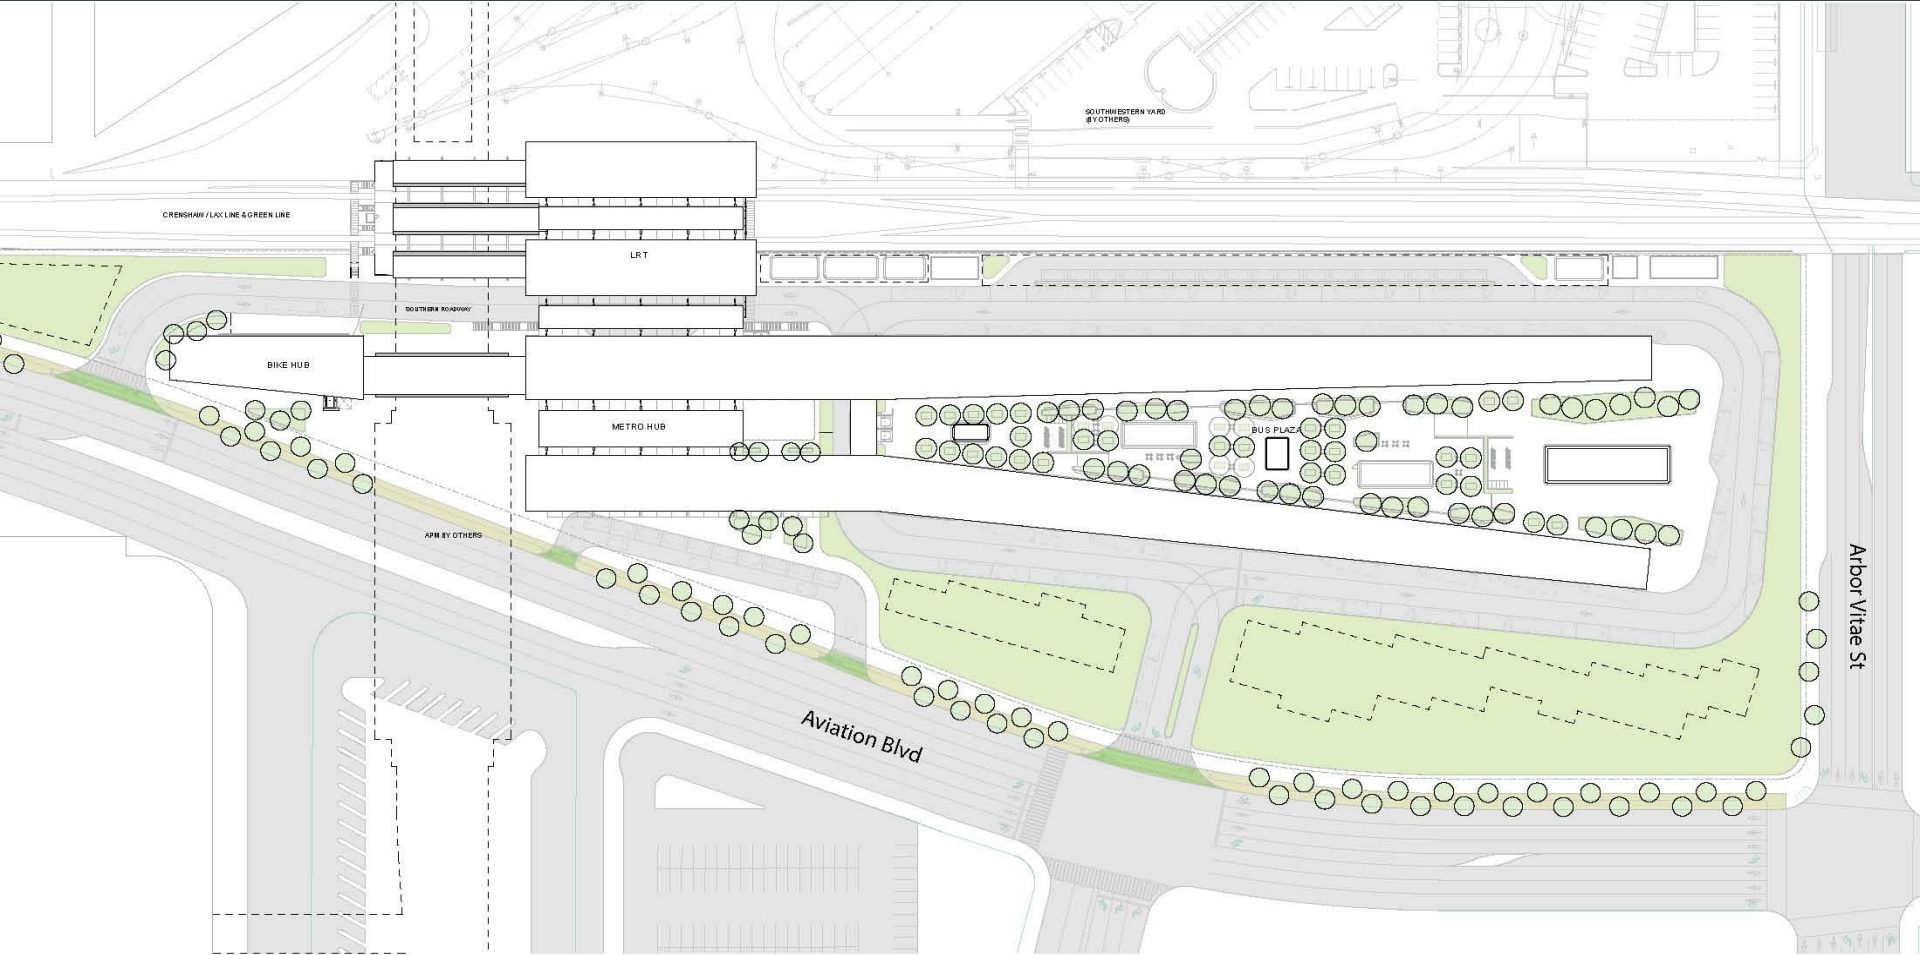 SOUTHWESTERN YARD
(BY OTHERS)
CRENSHAW / LAX LINE & GREEN LINE
LRT
SOUTHERN ROADWAY
BIKE HUB
METRO HUB
BUS PLAZA
APM BY OTHERS
Arbor Vitae St
Aviation Blvd